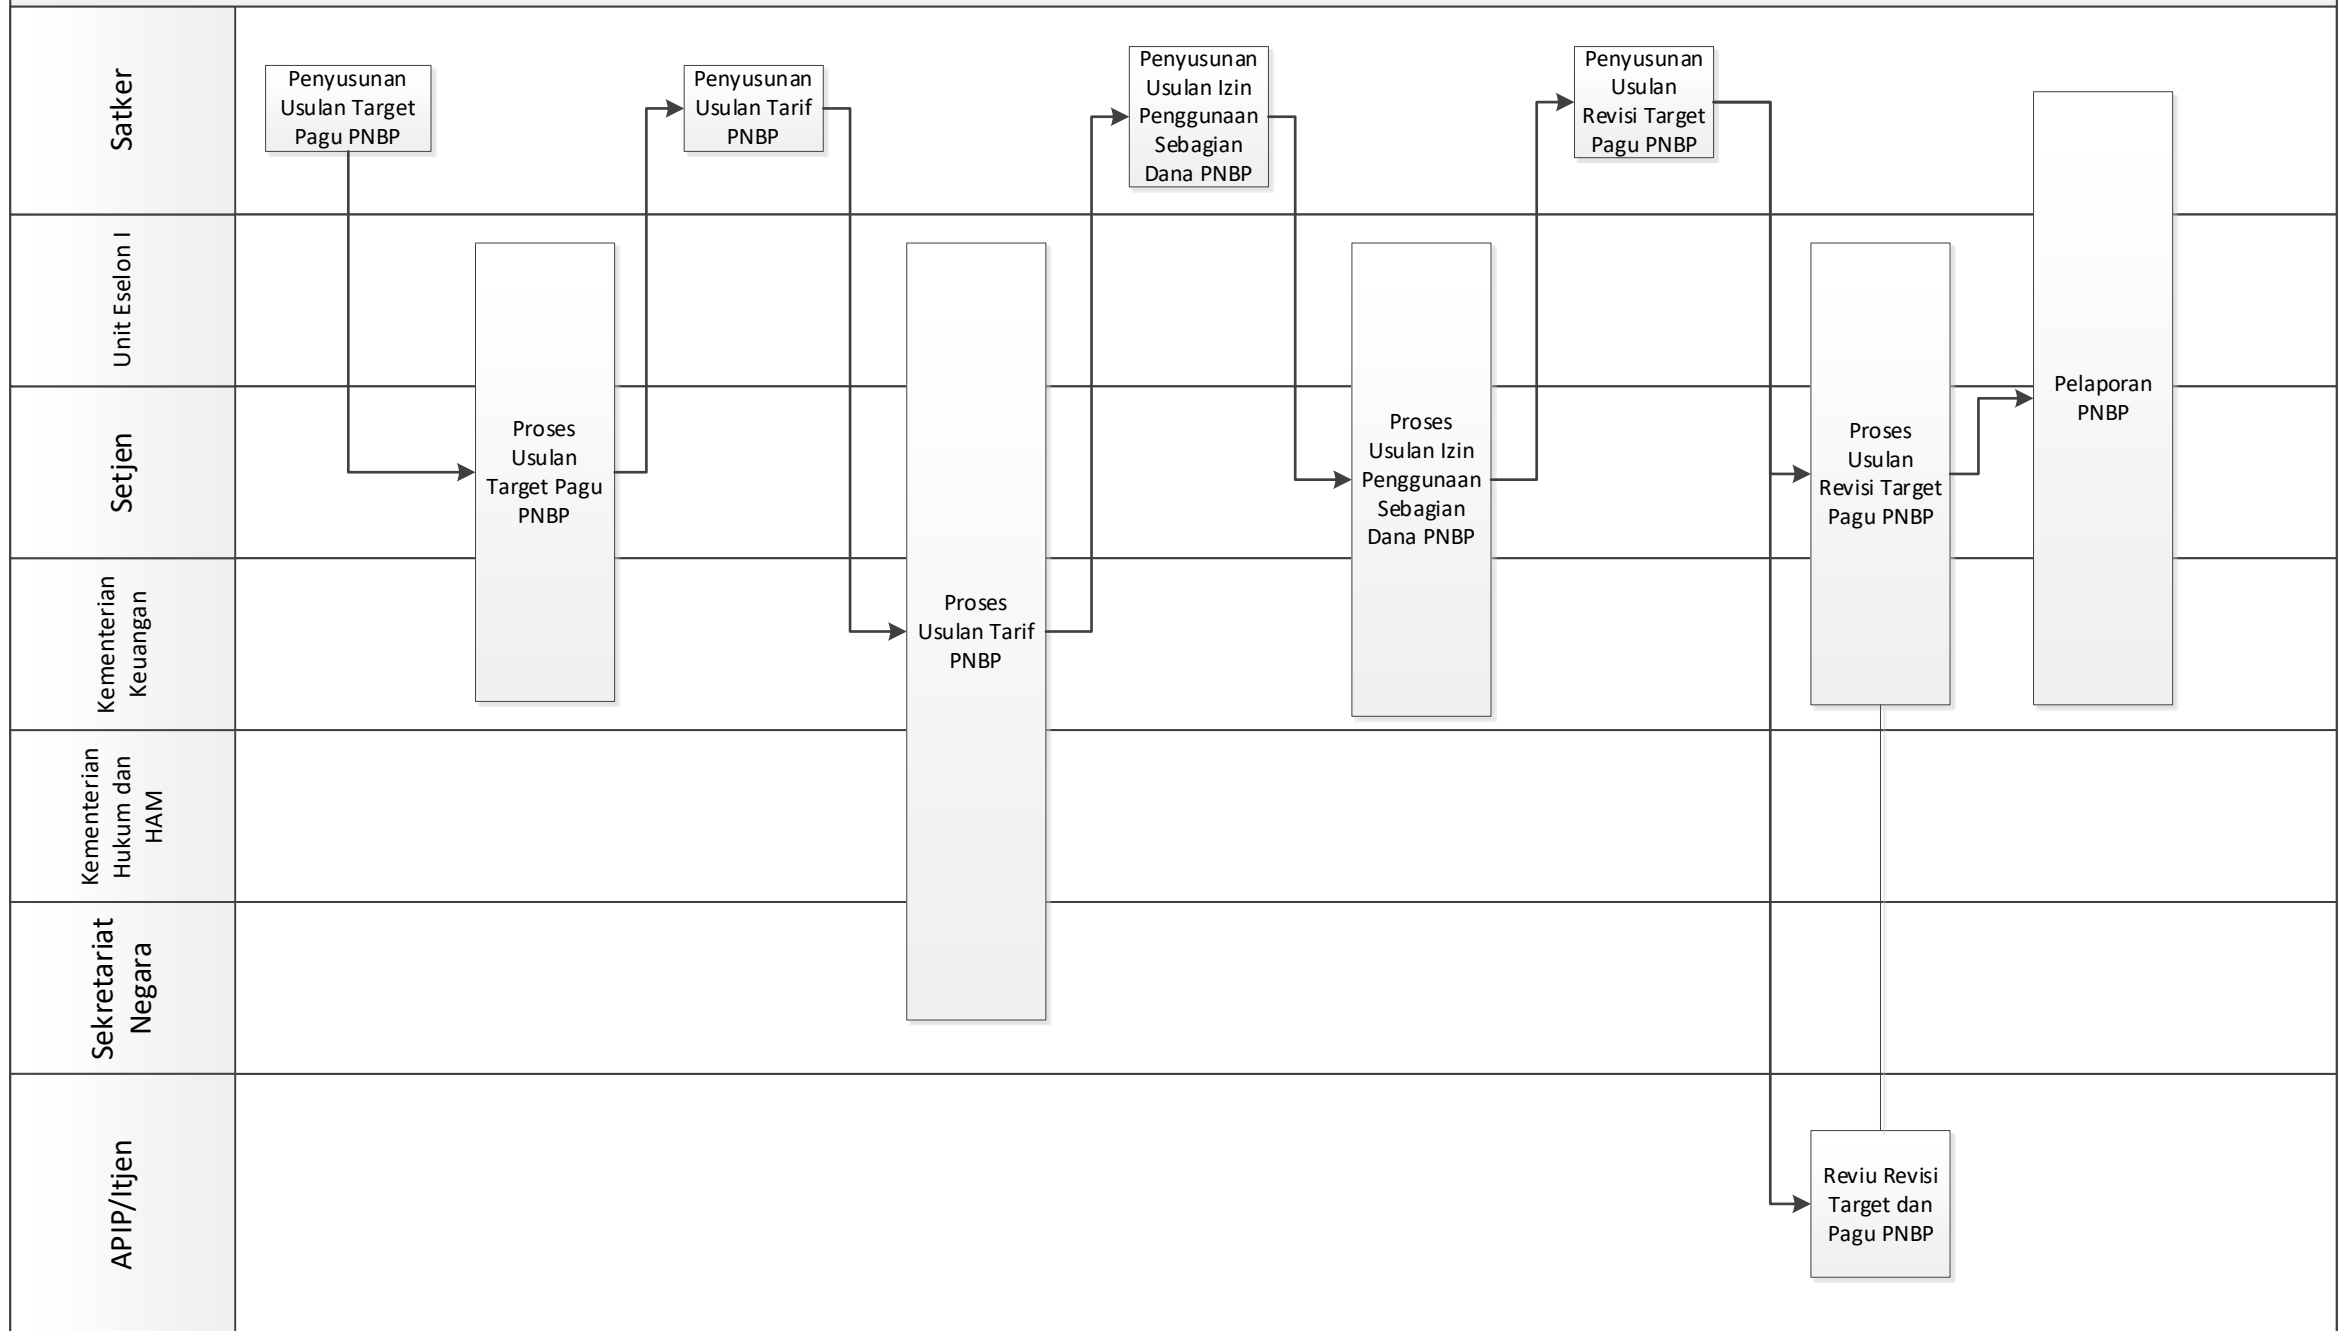 Satker
Penyusunan
Usulan Target
Pagu PNBP
Penyusunan
Usulan Tarif
PNBP
Penyusunan
Usulan Izin
Penggunaan
Sebagian
Dana PNBP
Penyusunan
Usulan
Revisi Target
Pagu PNBP
Unit Eselon I
Setjen
Proses
Usulan
Target Pagu
PNBP
Proses
Usulan Izin
Penggunaan
Sebagian
Dana PNBP
Proses
Usulan
Revisi Target
Pagu PNBP
Pelaporan
PNBP
Kementerian
Keuangan
Proses
Usulan Tarif
PNBP
Kementerian
Hukum dan
HAM
Sekretariat
Negara
APIP/Itjen
Reviu Revisi
Target dan
Pagu PNBP